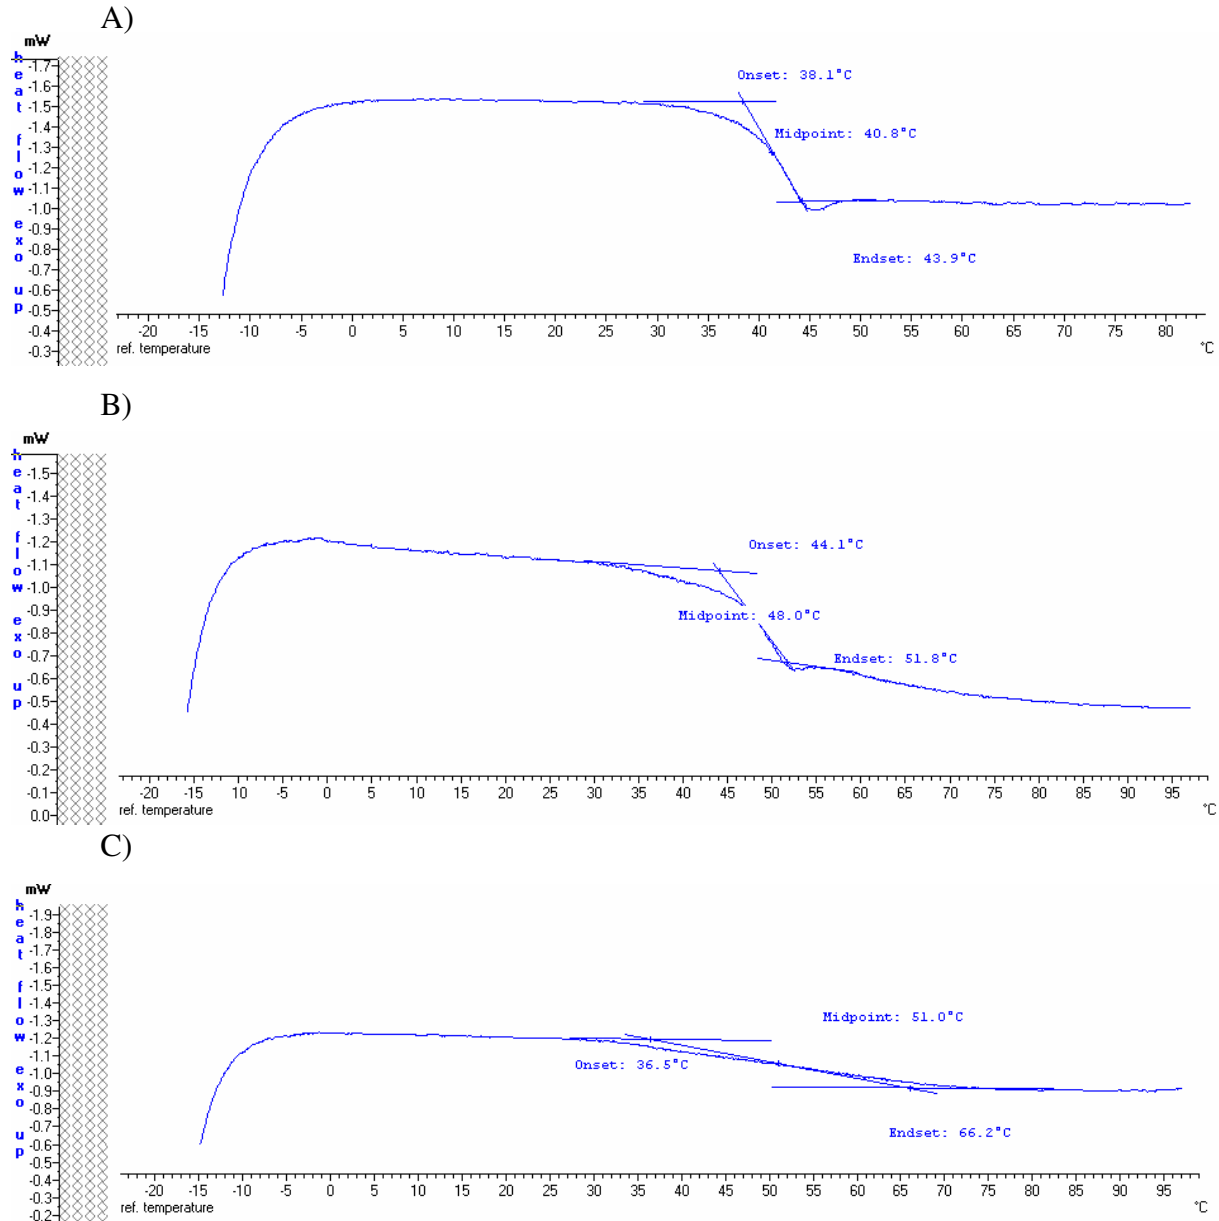 A)
mW
heat flow exo up
-1.7
-1.6
-1.5
-1.4
-1.3
-1.2
-1.1
-1.0
-0.9
-0.8
-0.7
-0.6
-0.5
-0.4
-0.3
Onset: 38.1°C
Midpoint: 40.8°C
Endset: 43.9°C
-20 -15 -10 -5 0 5 10 15 20 25 30 35 40 45 50 55 60 65 70 75 80
ref. temperature °C
B)
mW
heat flow exo up
-1.5
-1.4
-1.3
-1.2
-1.1
-1.0
-0.9
-0.8
-0.7
-0.6
-0.5
-0.4
-0.3
-0.2
-0.1
0.0
Onset: 44.1°C
Midpoint: 48.0°C
Endset: 51.8°C
-20 -15 10 -5 0 5 10 15 20 25 30 35 40 45 50 55 60 65 70 75 80 85 90 95
ref. temperature °C
C)
mW
heat flow exo up
-1.9
-1.8
-1.7
-1.6
-1.5
-1.4
-1.3
-1.2
-1.1
-1.0
-0.9
-0.8
-0.7
-0.6
-0.5
-0.4
-0.3
-0.2
Midpoint: 51.0°C
Onset: 36.5°C
Endset: 66.2°C
-20 -15 -10 -5 0 5 10 15 20 25 30 35 40 45 50 55 60 65 70 75 80 85 90 95
ref. temperature °C